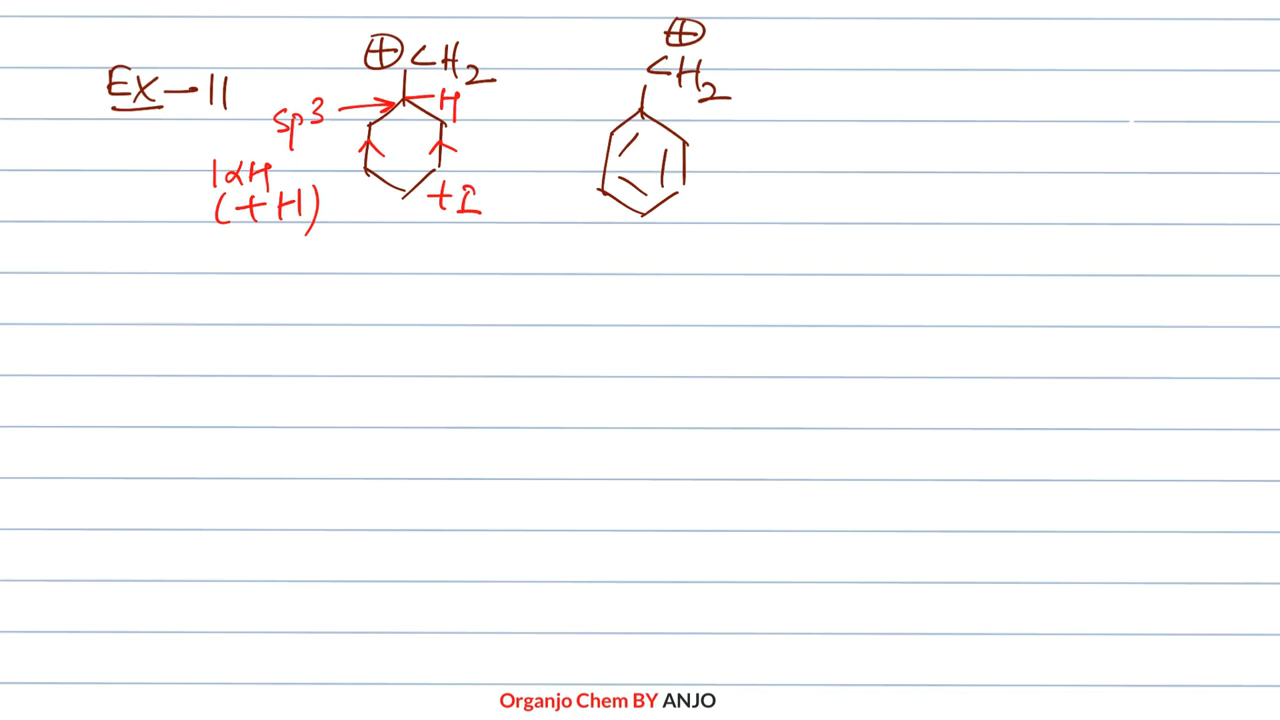 ⊕
⊕CH2
CH2
EX-11
H
sp3
1αH
(+H)
+I
Organjo Chem BY ANJO